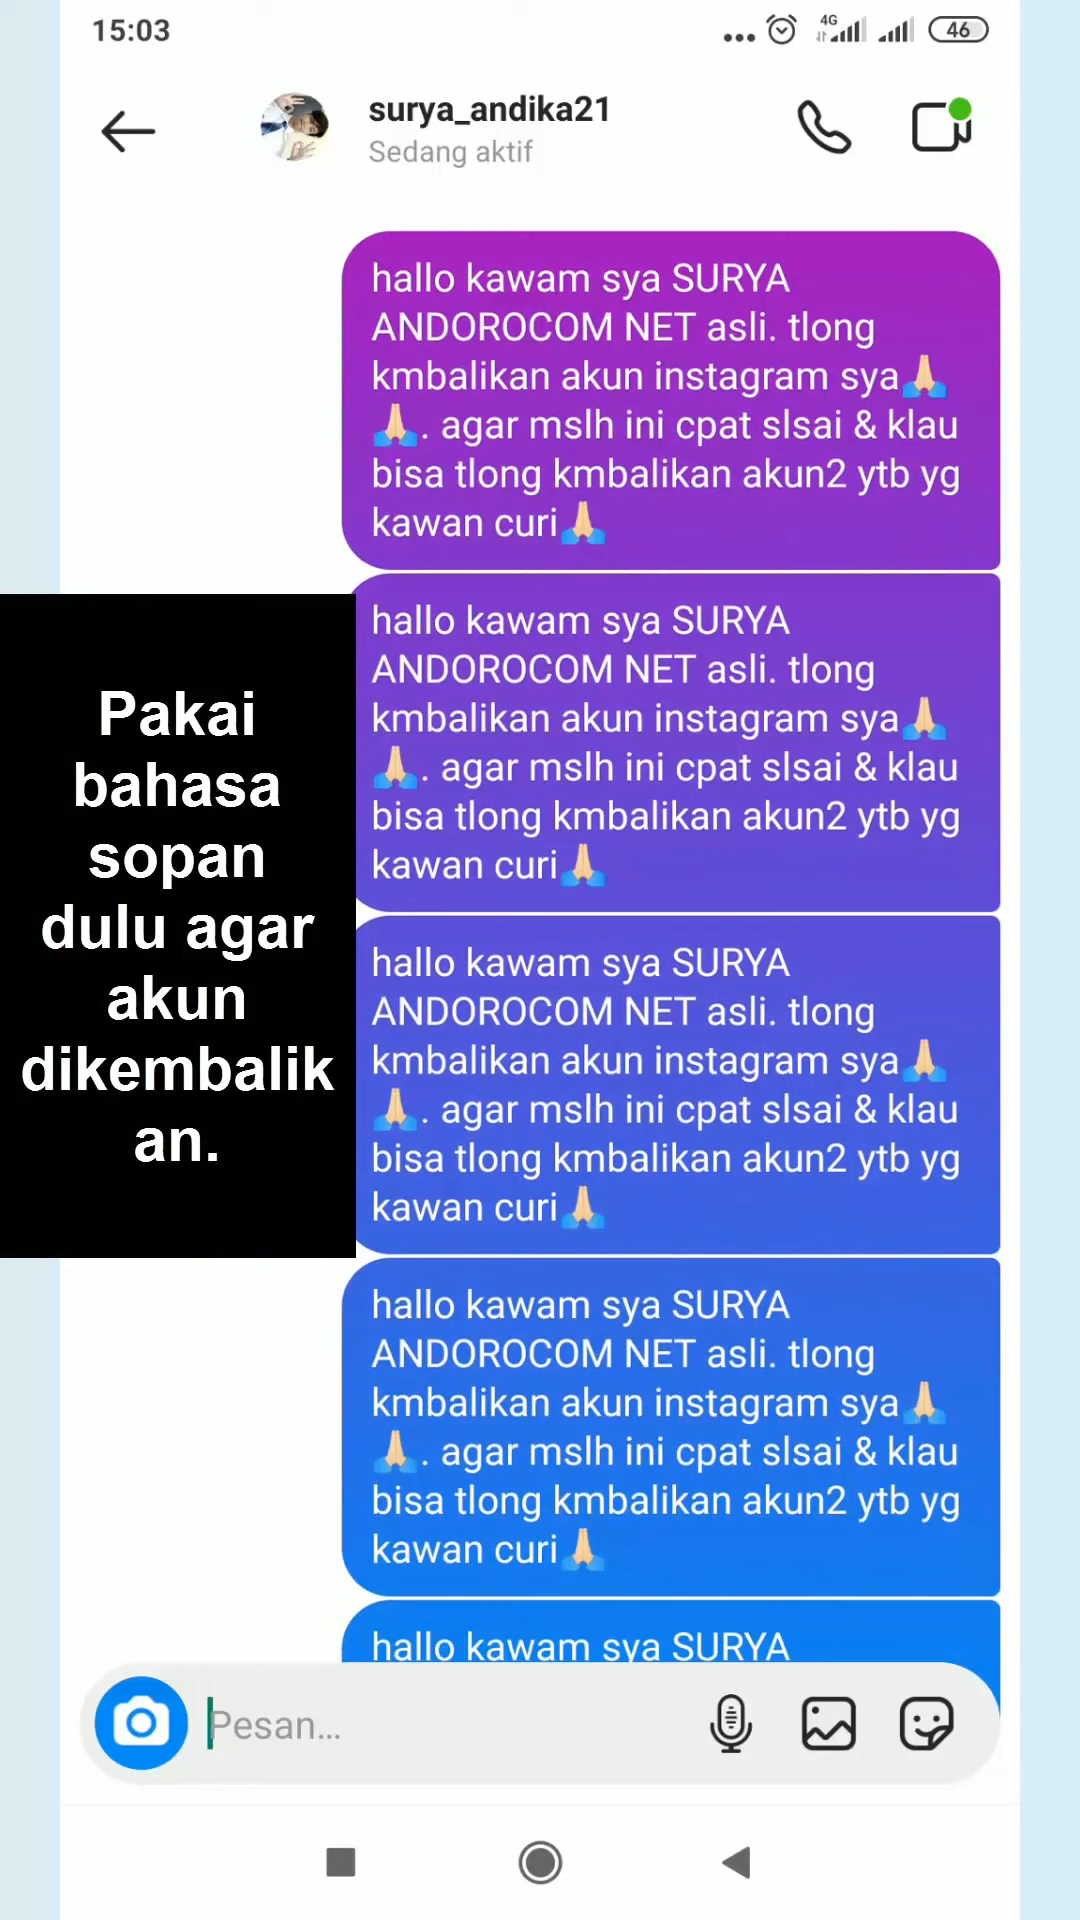 15:03
4G
46
surya_andika21
Sedang aktif
hallo kawam sya SURYA
ANDOROCOM NET asli. tlong
kmbalikan akun instagram sya🙏🏻
🙏🏻. agar mslh ini cpat slsai & klau
bisa tlong kmbalikan akun2 ytb yg
kawan curi🙏🏻
hallo kawam sya SURYA
ANDOROCOM NET asli. tlong
kmbalikan akun instagram sya🙏🏻
🙏🏻. agar mslh ini cpat slsai & klau
bisa tlong kmbalikan akun2 ytb yg
kawan curi🙏🏻
Pakai
bahasa
sopan
dulu agar
akun
dikembalik
an.
hallo kawam sya SURYA
ANDOROCOM NET asli. tlong
kmbalikan akun instagram sya🙏🏻
🙏🏻. agar mslh ini cpat slsai & klau
bisa tlong kmbalikan akun2 ytb yg
kawan curi🙏🏻
hallo kawam sya SURYA
ANDOROCOM NET asli. tlong
kmbalikan akun instagram sya🙏🏻
🙏🏻. agar mslh ini cpat slsai & klau
bisa tlong kmbalikan akun2 ytb yg
kawan curi🙏🏻
hallo kawam sya SURYA
Pesan...